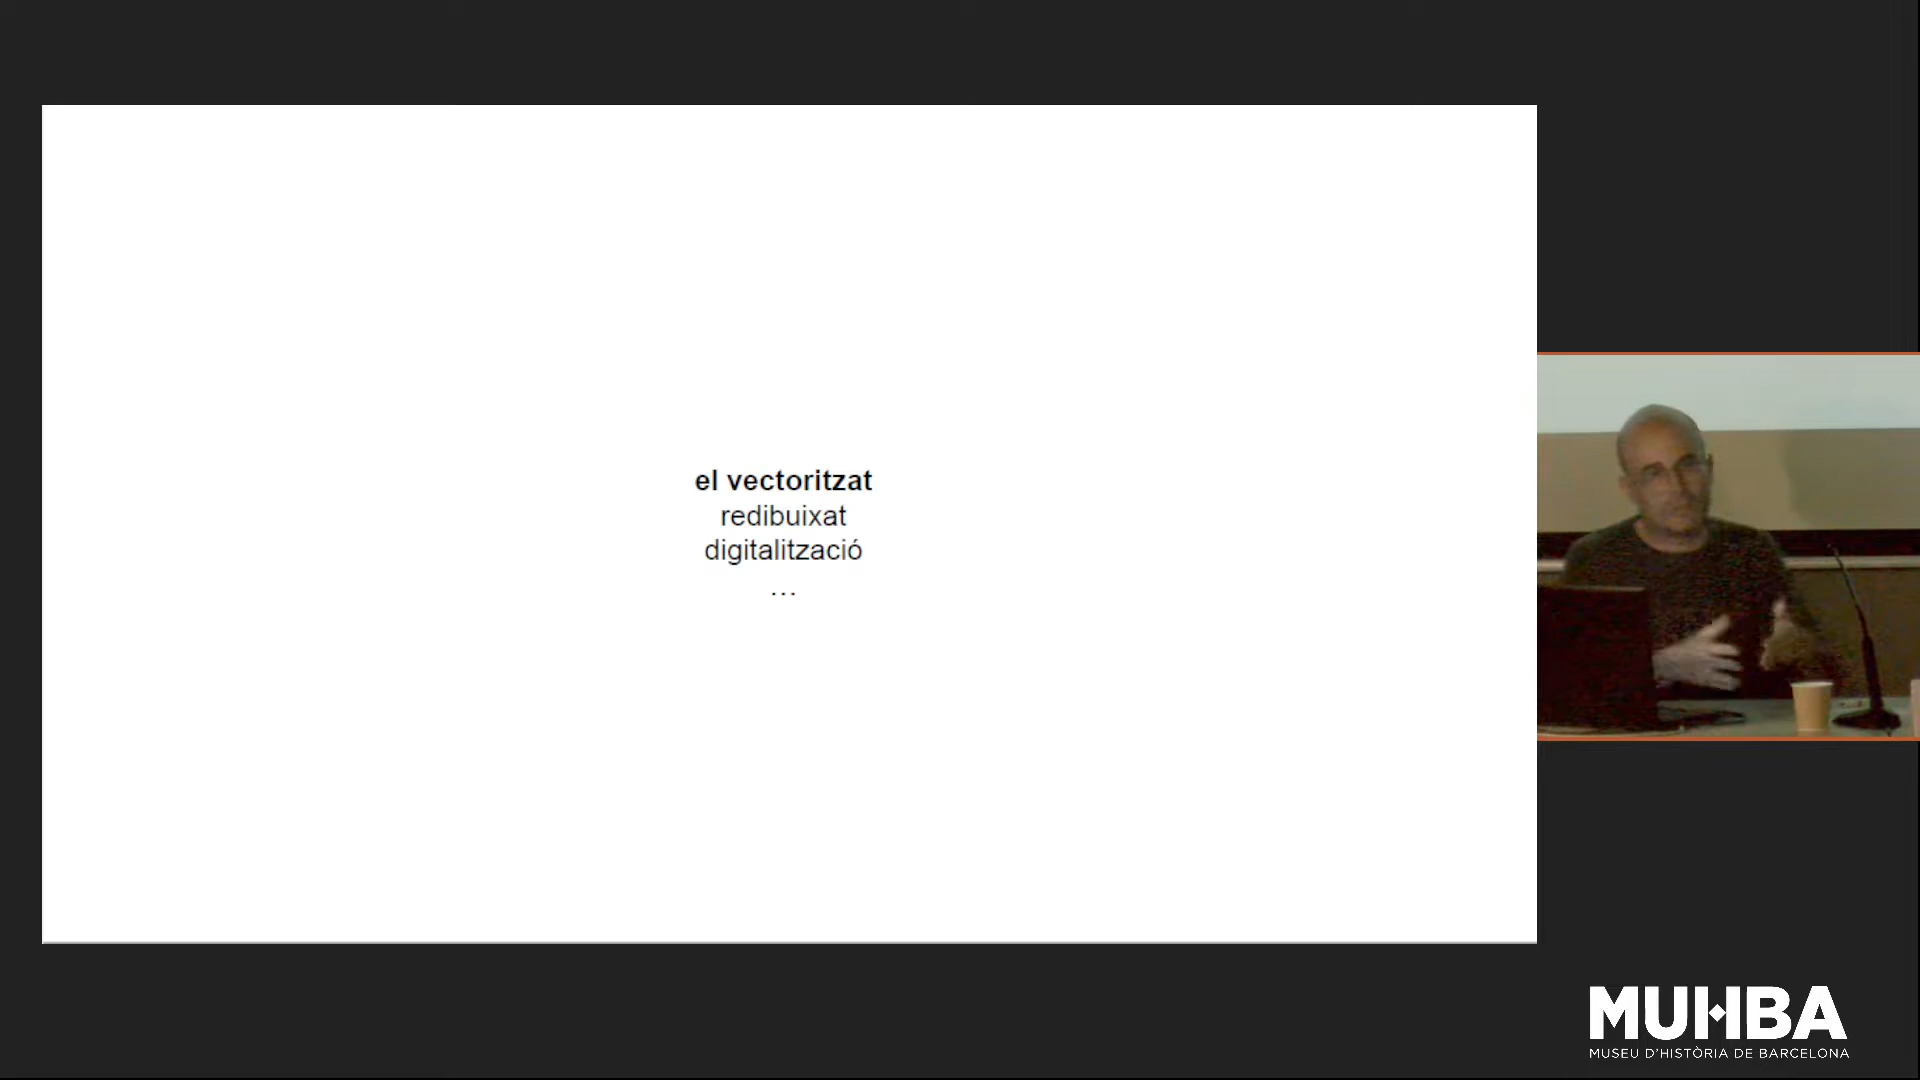 el vectoritzat
redibuixat
digitalització
...
MUHBA
MUSEU D'HISTÒRIA DE BARCELONA